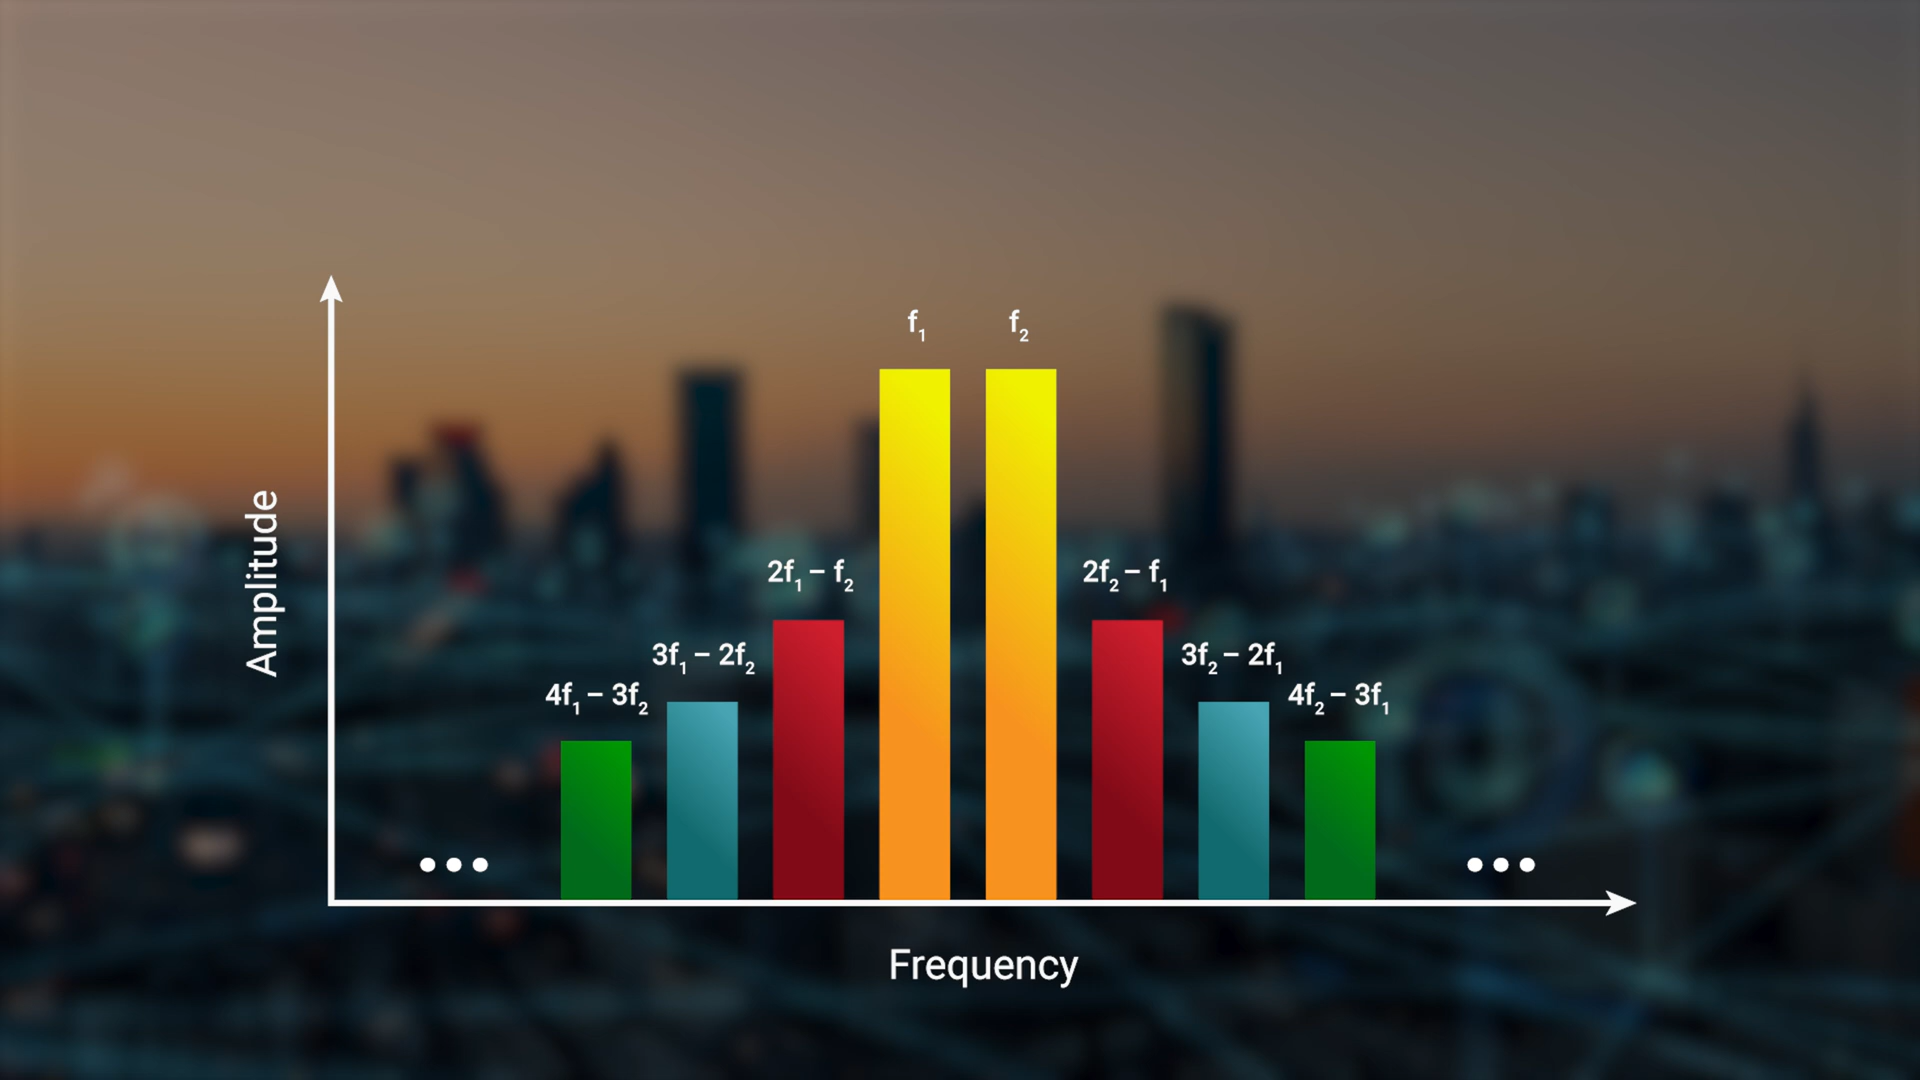 f₁
f₂
2f₁ – f₂
2f₂ – f₁
3f₁ – 2f₂
3f₂ – 2f₁
4f₁ – 3f₂
4f₂ – 3f₁
Amplitude
Frequency